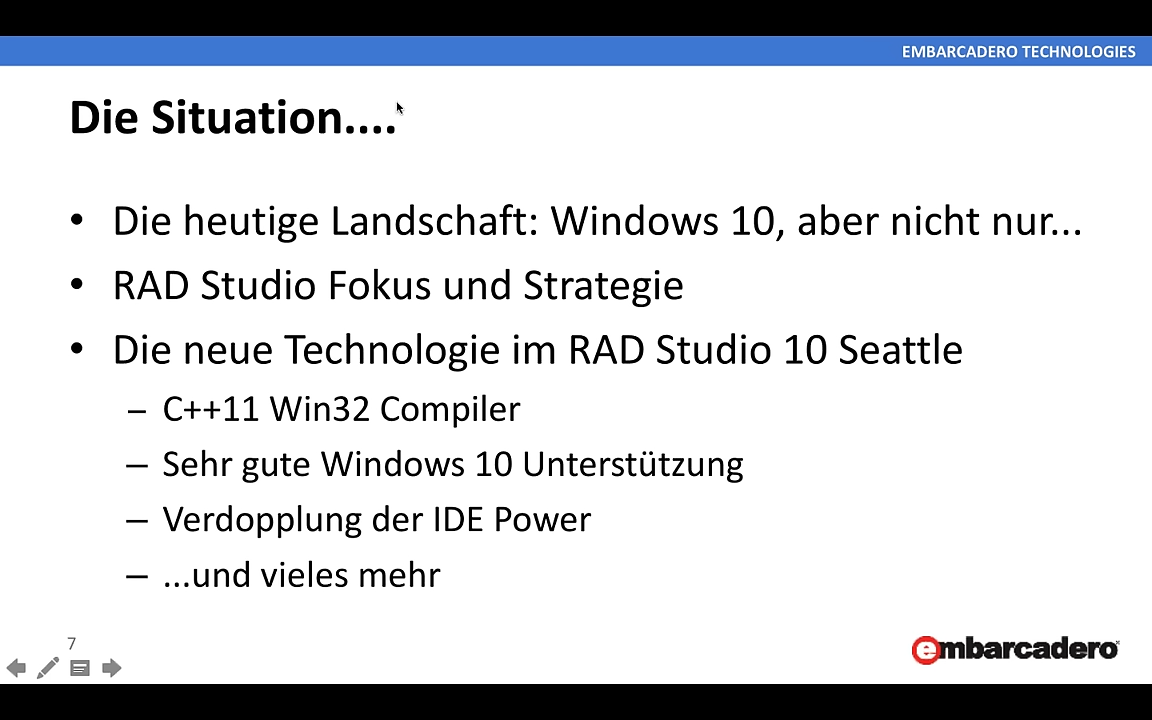 EMBARCADERO TECHNOLOGIES
Die Situation....
• Die heutige Landschaft: Windows 10, aber nicht nur...
• RAD Studio Fokus und Strategie
• Die neue Technologie im RAD Studio 10 Seattle
– C++11 Win32 Compiler
– Sehr gute Windows 10 Unterstützung
– Verdopplung der IDE Power
– ...und vieles mehr
7
embarcadero